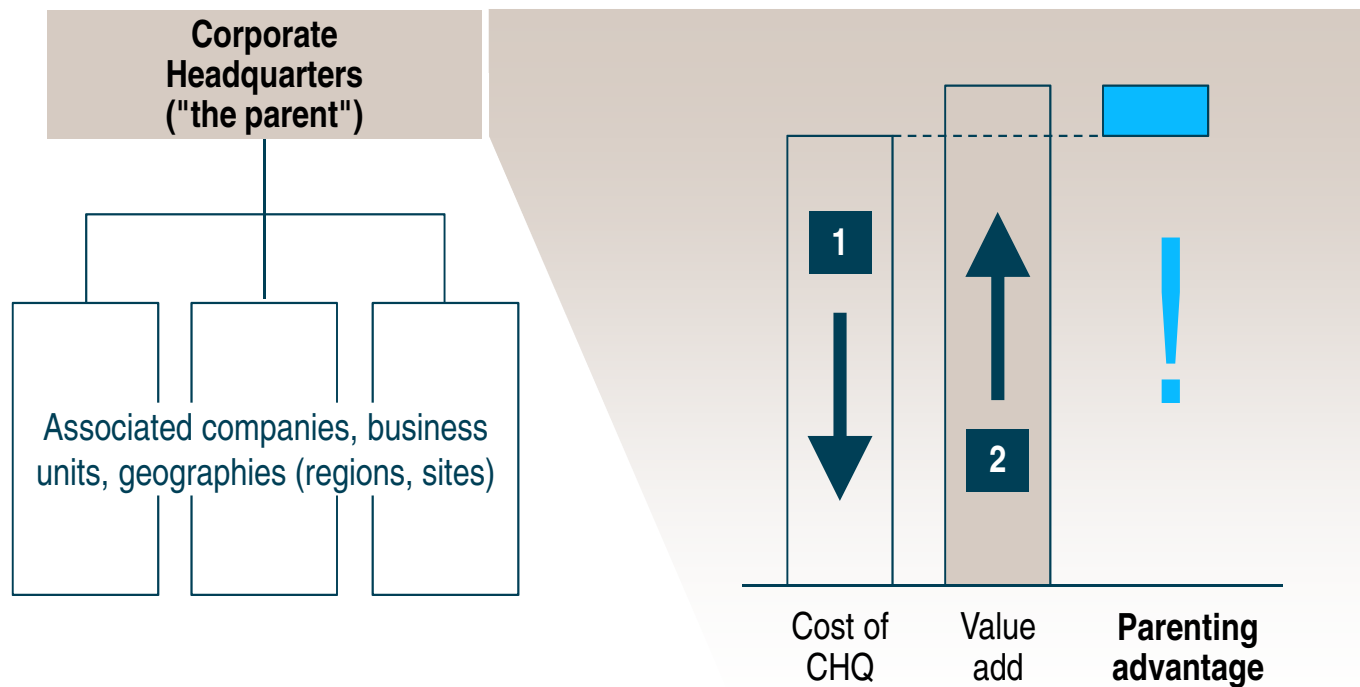 Corporate
Headquarters
("the parent")
Associated companies, business
units, geographies (regions, sites)
1
2
!
Cost of
CHQ
Value
add
Parenting
advantage